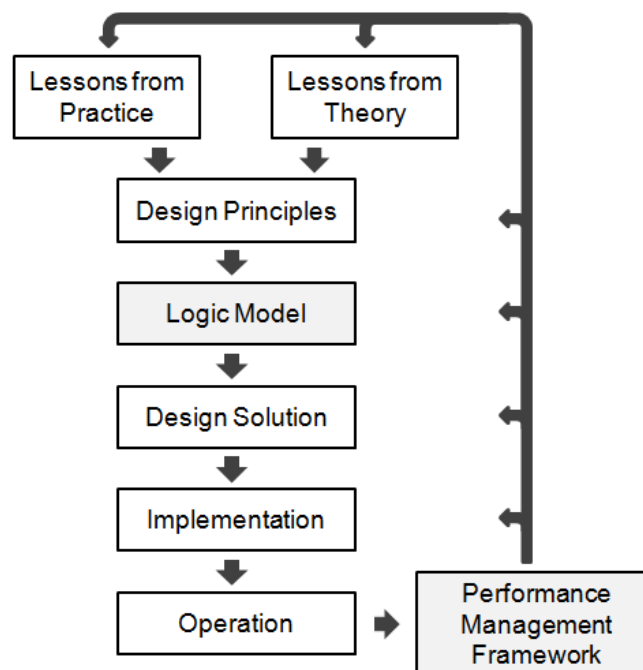 Lessons from
Practice
Lessons from
Theory
Design Principles
Logic Model
Design Solution
Implementation
Operation
Performance
Management
Framework